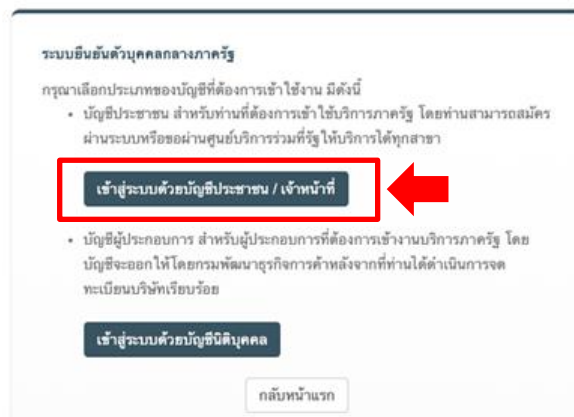 ระบบยืนยันตัวบุคคลกลางภาครัฐ
กรุณาเลือกประเภทของบัญชีที่ต้องการเข้าใช้งาน มีดังนี้
• บัญชีประชาชน สำหรับท่านที่ต้องการเข้าใช้บริการภาครัฐ โดยท่านสามารถสมัคร
ผ่านระบบหรือขอผ่านศูนย์บริการร่วมที่รัฐให้บริการได้ทุกสาขา
เข้าสู่ระบบด้วยบัญชีประชาชน / เจ้าหน้าที่
• บัญชีผู้ประกอบการ สำหรับผู้ประกอบการที่ต้องการเข้างานบริการภาครัฐ โดย
บัญชีจะออกให้โดยกรมพัฒนาธุรกิจการค้าหลังจากที่ท่านได้ดำเนินการจด
ทะเบียนบริษัทเรียบร้อย
เข้าสู่ระบบด้วยบัญชีนิติบุคคล
กลับหน้าแรก